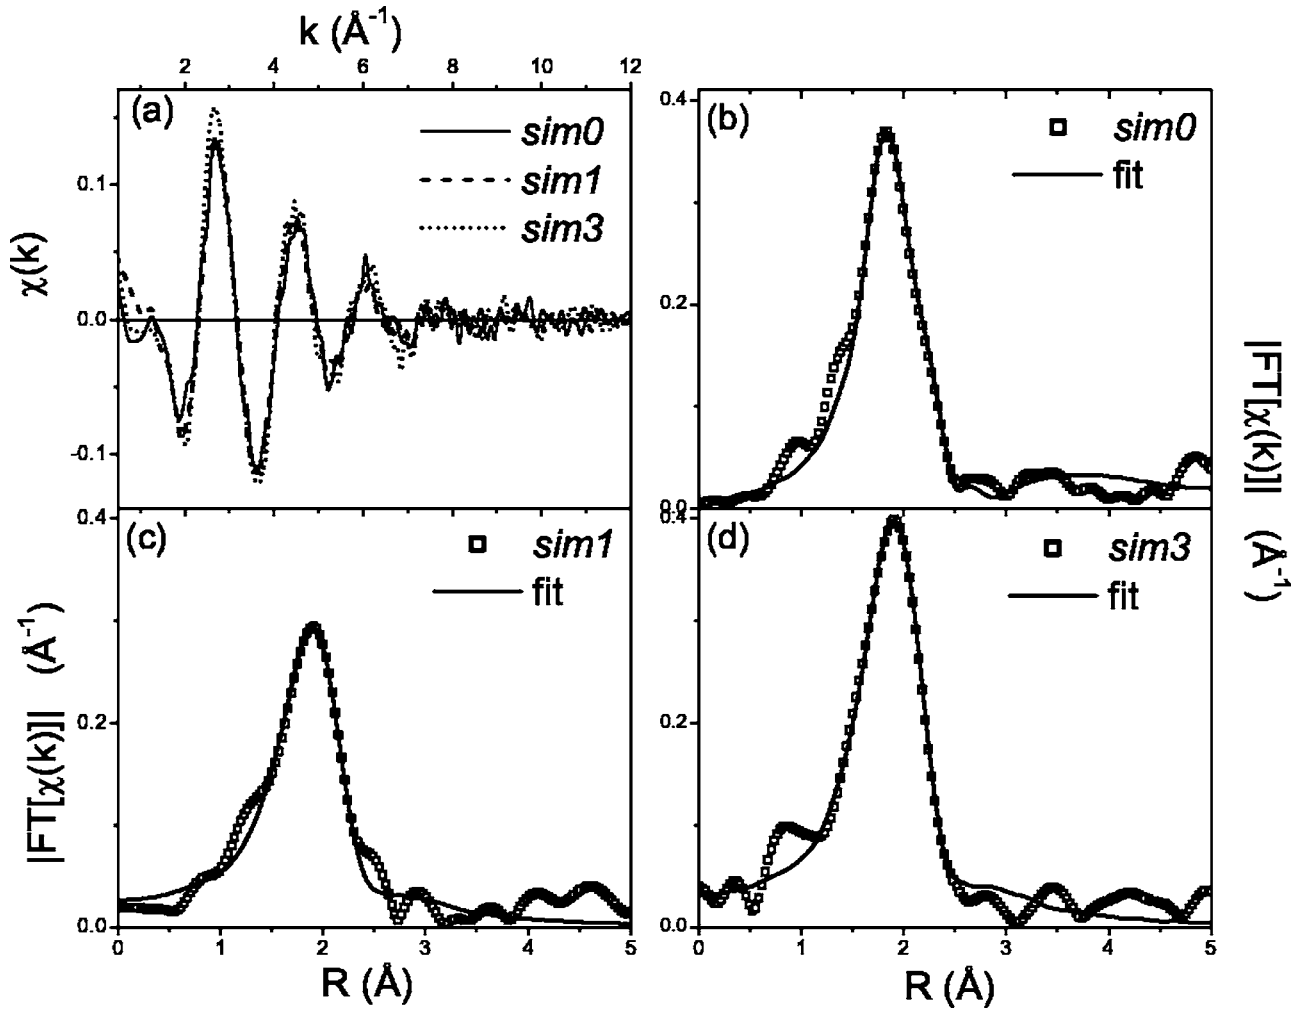 k (Å⁻¹)
2 4 6 8 10 12
(a)
sim0
sim1
sim3
0.1
0.0
-0.1
χ(k)
(b)
sim0
fit
0.4
0.2
0.0
|FT[χ(k)]| (Å⁻¹)
(c)
sim1
fit
0.4
0.2
0.0
|FT[χ(k)]| (Å⁻¹)
0 1 2 3 4 5
R (Å)
(d)
sim3
fit
0.4
0.2
0.0
0 1 2 3 4 5
R (Å)